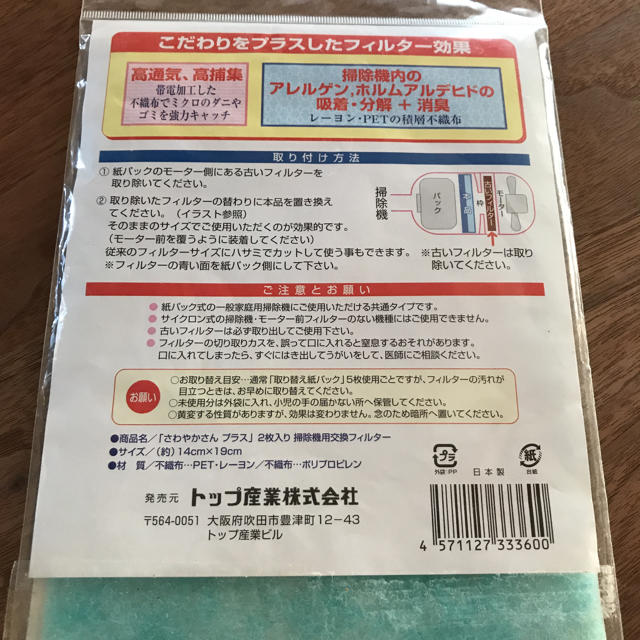 こだわりをプラスしたフィルター効果
高通気、高捕集
帯電加工した
不織布でミクロのダニや
ゴミを強力キャッチ
掃除機内の
アレルゲン,ホルムアルデヒドの
吸着・分解 + 消臭
レーヨン・PETの積層不織布
取り付け方法
① 紙パックのモーター側にある古いフィルターを
取り除いてください。
② 取り除いたフィルターの替わりに本品を置き換え
てください。（イラスト参照）
そのままのサイズでご使用いただくのが効果的です。
（モーター前を覆うように装着してください）
従来のフィルターサイズにハサミでカットして使う事もできます。
※フィルターの青い面を紙パック側にして下さい。
掃除機
パック
本品
枠
古いフィルター
モーター
※古いフィルターは取り
除いてください。
ご注意とお願い
●紙パック式の一般家庭用掃除機にご使用いただける共通タイプです。
●サイクロン式の掃除機・モーター前フィルターのない機種にはご使用できません。
●古いフィルターは必ず取り出してご使用下さい。
●フィルターの切り取りカスを、誤って口に入れると窒息するおそれがあります。
口に入れてしまったら、すぐにはき出してうがいをして、医師にご相談ください。
お願い
○お取替え目安…通常「取り替え紙パック」5枚使用ごとですが、フィルターの汚れが
目立つときは、お早めに取り替えてください。
○未使用分は外袋に入れ、小児の手の届かない所へ保管してください。
○黄変する性質がありますが、効果は変わりません。念のため暗所へ置いてください。
●商品名／「さわやかさん プラス」2枚入り 掃除機用交換フィルター
●サイズ／（約）14cm×19cm
●材 質／不織布…PET・レーヨン／不織布…ポリプロピレン
プラ
外袋:PP
日本製
紙
台紙
発売元 トップ産業株式会社
〒564-0051 大阪府吹田市豊津町12-43
トップ産業ビル
4 571127 333600